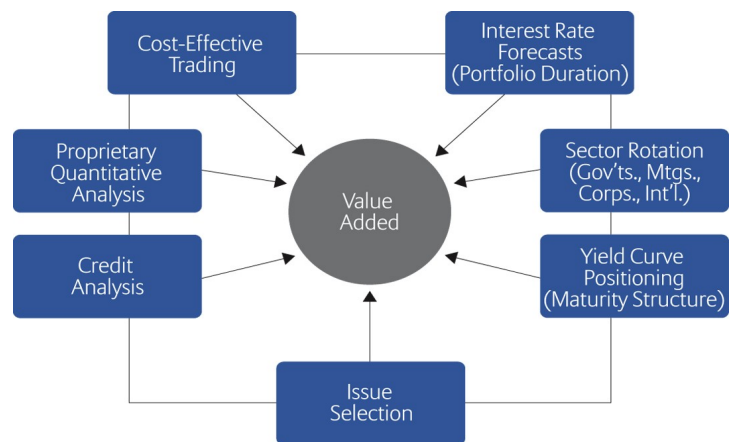 Cost-Effective
Trading
Interest Rate
Forecasts
(Portfolio Duration)
Proprietary
Quantitative
Analysis
Value
Added
Sector Rotation
(Gov'ts., Mtgs.,
Corps., Int'l.)
Credit
Analysis
Yield Curve
Positioning
(Maturity Structure)
Issue
Selection